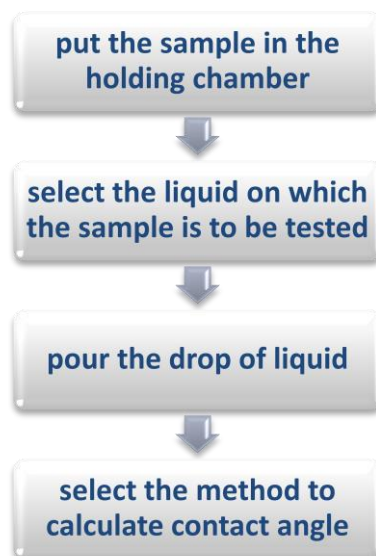 put the sample in the
holding chamber
select the liquid on which
the sample is to be tested
pour the drop of liquid
select the method to
calculate contact angle